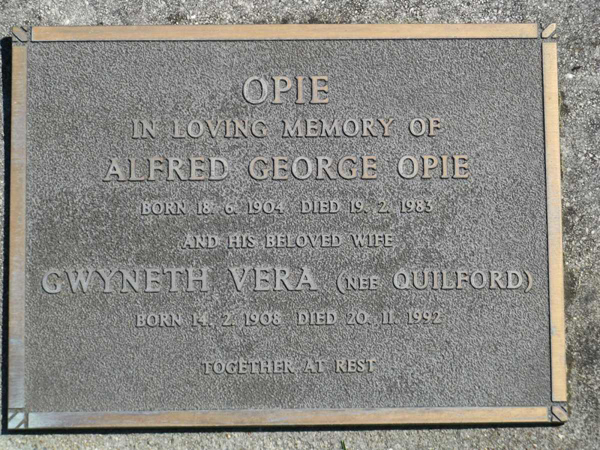 OPIE
IN LOVING MEMORY OF
ALFRED GEORGE OPIE
BORN 18. 6. 1904 DIED 19. 2. 1983
AND HIS BELOVED WIFE
GWYNETH VERA (NEE QUILFORD)
BORN 14. 2. 1908 DIED 20. 11. 1992
TOGETHER AT REST